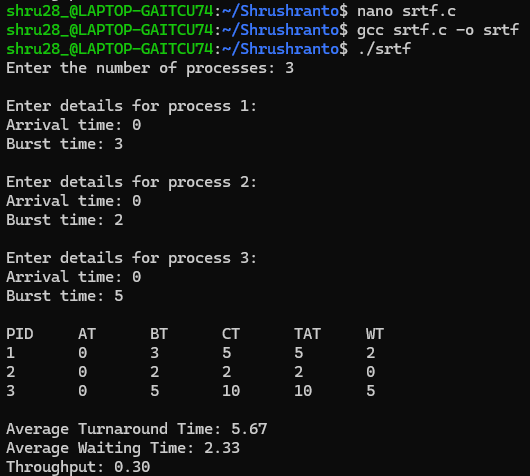 shru28_@LAPTOP-GAITCU74:~/Shrushranto$ nano srtf.c
shru28_@LAPTOP-GAITCU74:~/Shrushranto$ gcc srtf.c -o srtf
shru28_@LAPTOP-GAITCU74:~/Shrushranto$ ./srtf
Enter the number of processes: 3
Enter details for process 1:
Arrival time: 0
Burst time: 3
Enter details for process 2:
Arrival time: 0
Burst time: 2
Enter details for process 3:
Arrival time: 0
Burst time: 5
PID AT BT CT TAT WT
1 0 3 5 5 2
2 0 2 2 2 0
3 0 5 10 10 5
Average Turnaround Time: 5.67
Average Waiting Time: 2.33
Throughput: 0.30